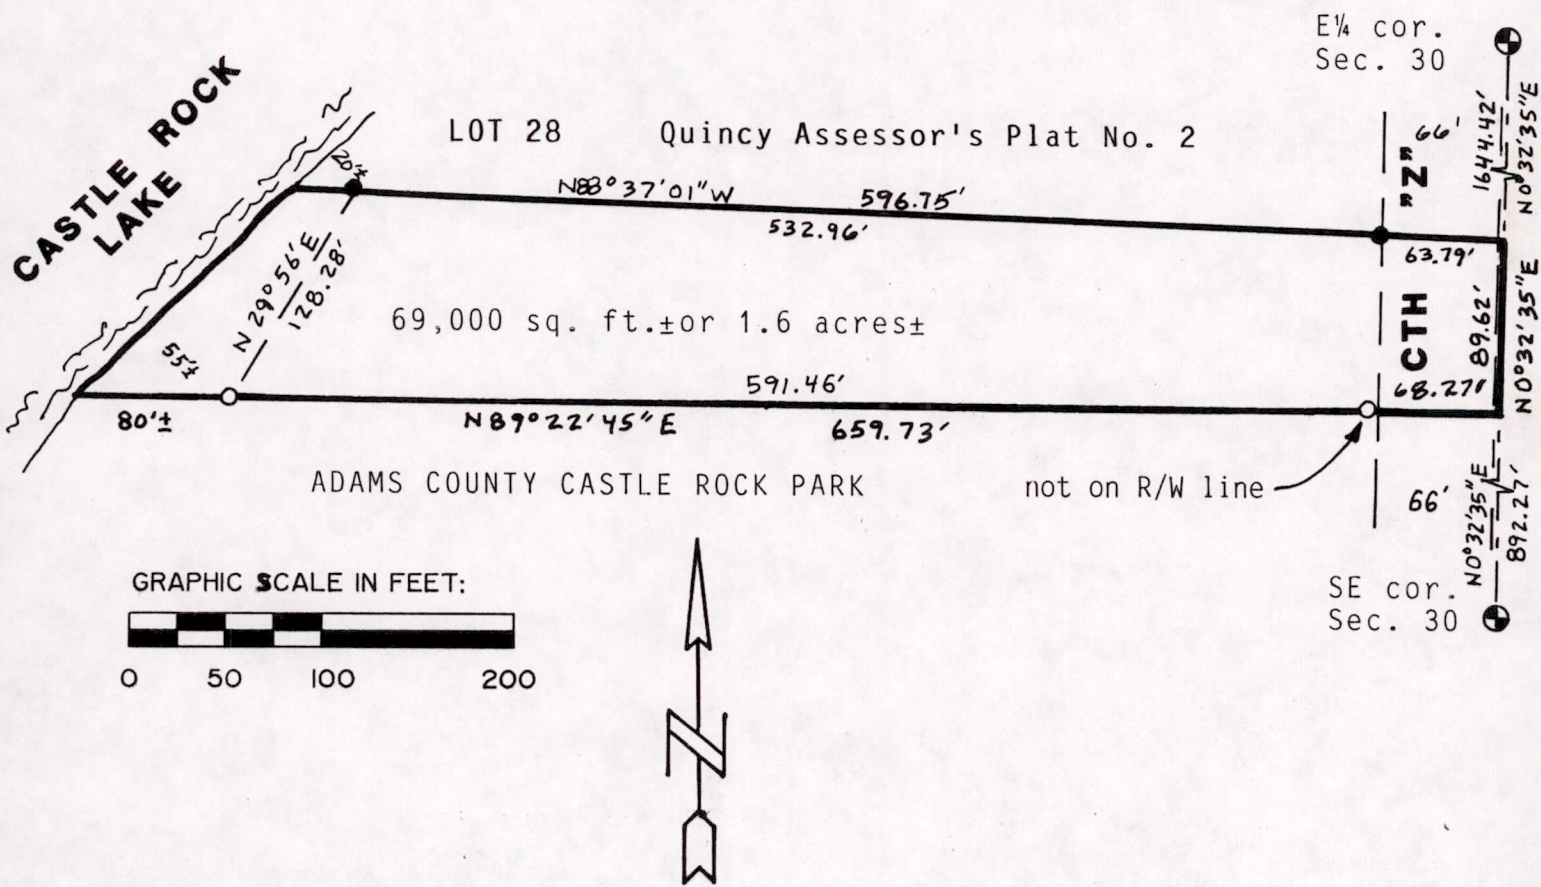 E¼ cor.
Sec. 30
CASTLE ROCK
LAKE
LOT 28 Quincy Assessor's Plat No. 2
66'
"Z"
1644.42'
N0°32'35"E
20'±
N88°37'01"W 596.75'
532.96'
63.79'
N 29°56'E
128.28'
69,000 sq. ft.±or 1.6 acres±
CTH
89.62'
N0°32'35"E
55'±
591.46'
68.27'
80'±
N89°22'45"E 659.73'
ADAMS COUNTY CASTLE ROCK PARK
not on R/W line
66'
N0°32'35"E
892.27'
GRAPHIC SCALE IN FEET:
0 50 100 200
SE cor.
Sec. 30
N